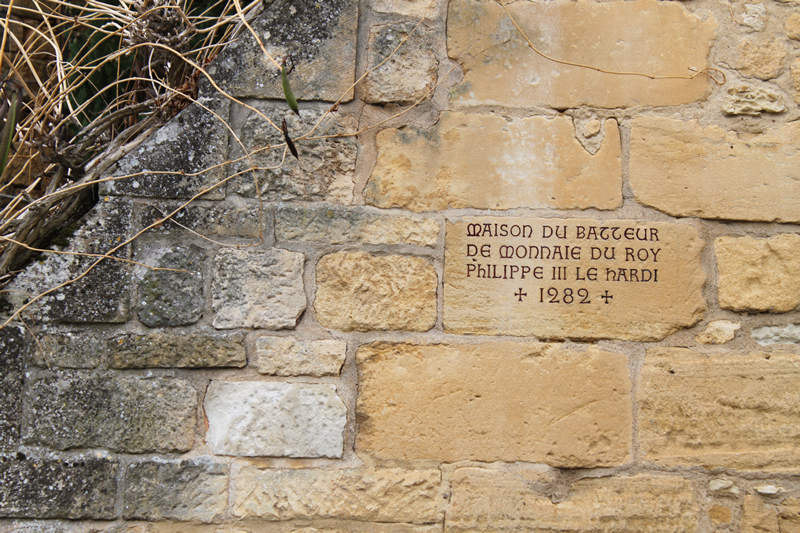 MAISON DU BATTEUR
DE MONNAIE DU ROY
PHILIPPE III LE HARDI
+ 1282 +